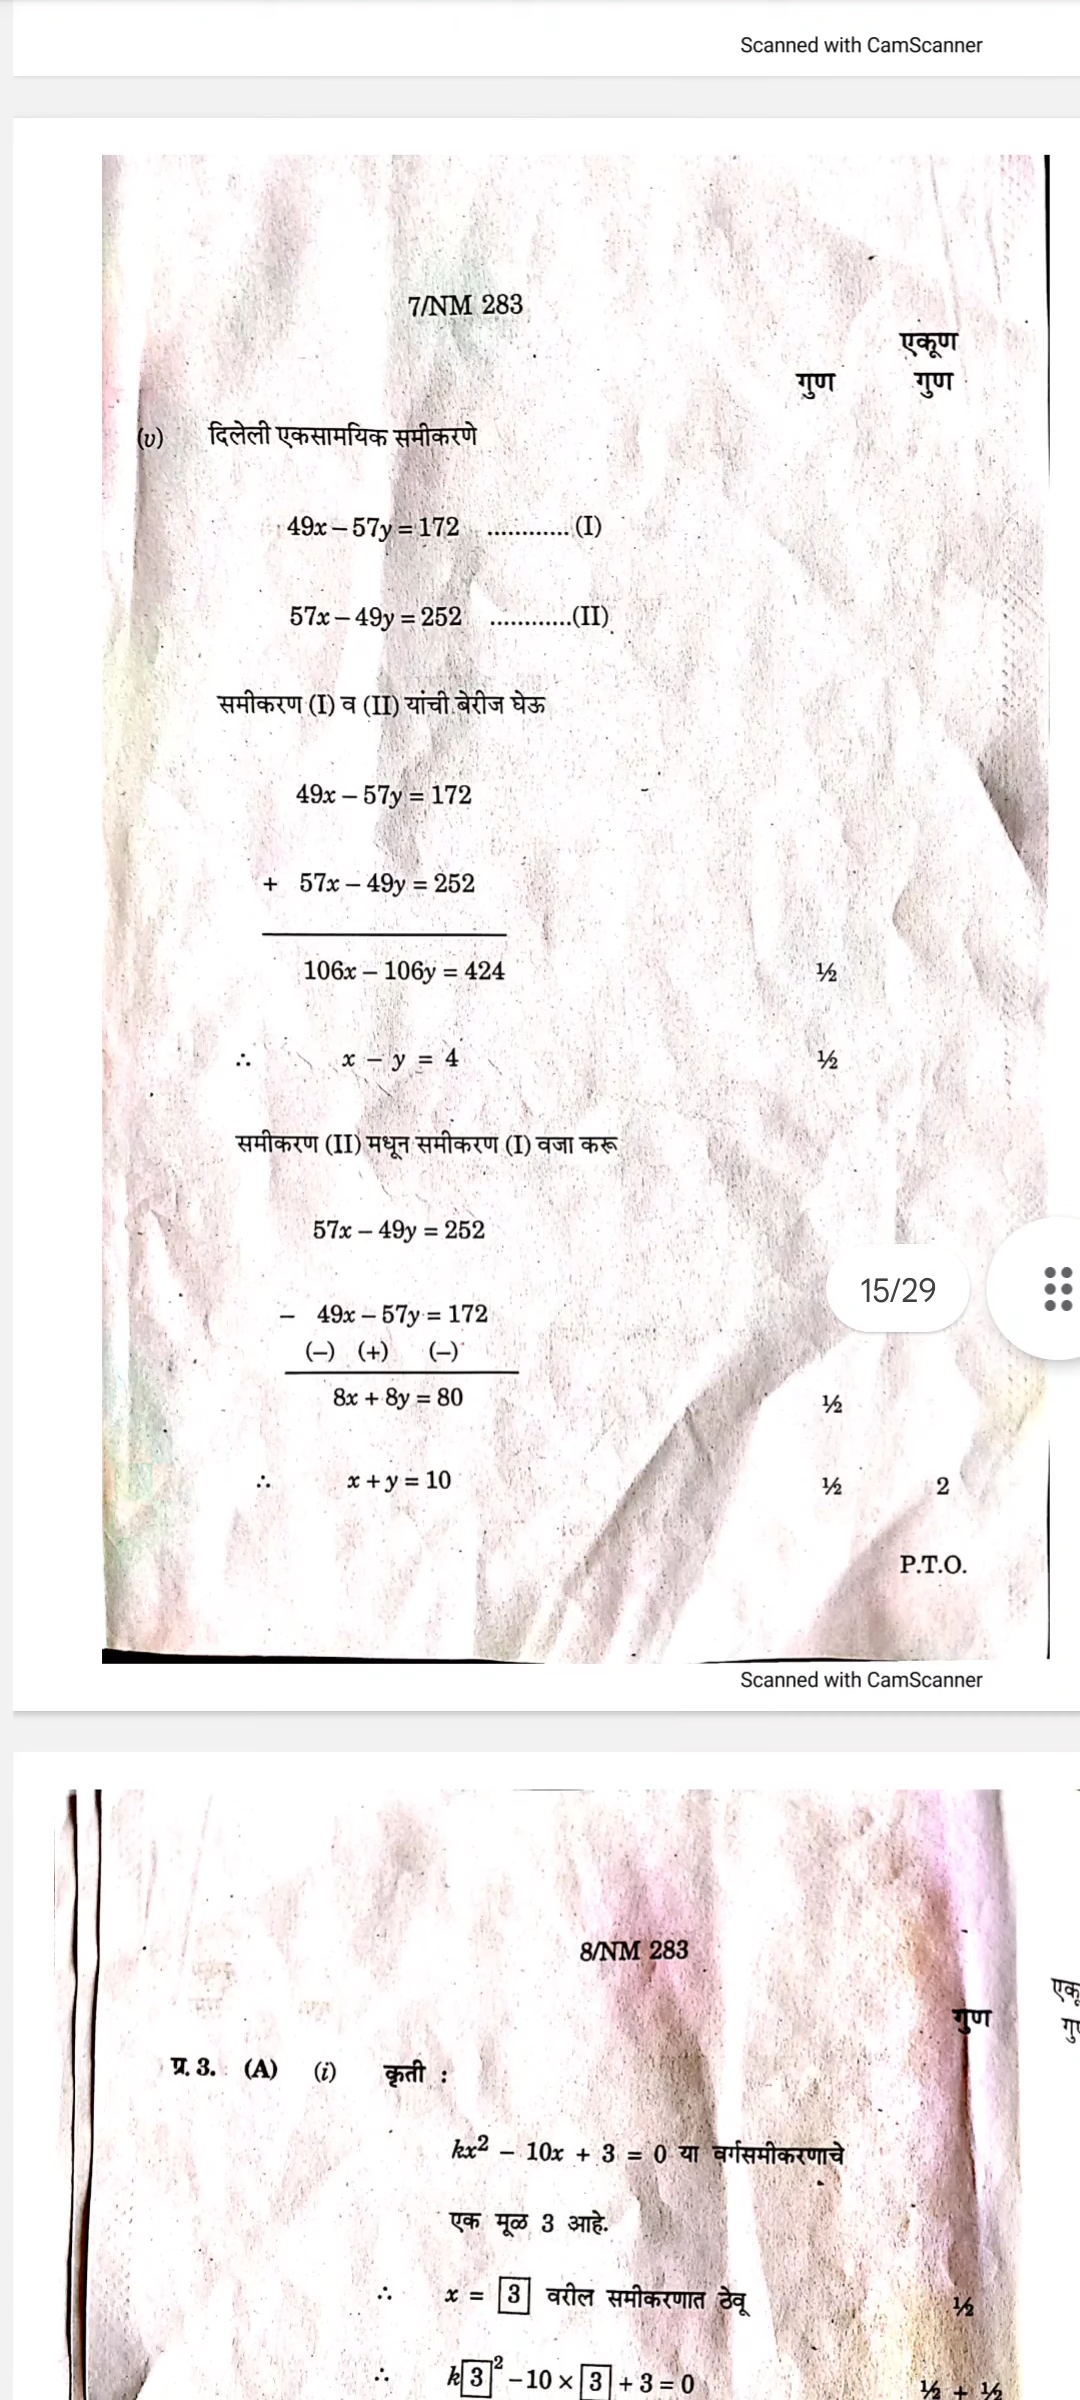 Scanned with CamScanner
7/NM 283
एकूण
गुण गुण
(v) दिलेली एकसामयिक समीकरणे
49x – 57y = 172 ............(I)
57x – 49y = 252 ............(II)
समीकरण (I) व (II) यांची बेरीज घेऊ
49x – 57y = 172
+ 57x – 49y = 252
106x – 106y = 424 ½
∴ x – y = 4 ½
समीकरण (II) मधून समीकरण (I) वजा करू
57x – 49y = 252
15/29
– 49x – 57y = 172
(–) (+) (–)
8x + 8y = 80 ½
∴ x + y = 10 ½ 2
P.T.O.
Scanned with CamScanner
8/NM 283
गुण
प्र. 3. (A) (i) कृती :
kx² – 10x + 3 = 0 या वर्गसमीकरणाचे
एक मूळ 3 आहे.
∴ x = 3 वरील समीकरणात ठेवू ½
∴ k3² – 10 × 3 + 3 = 0 ½ + ½